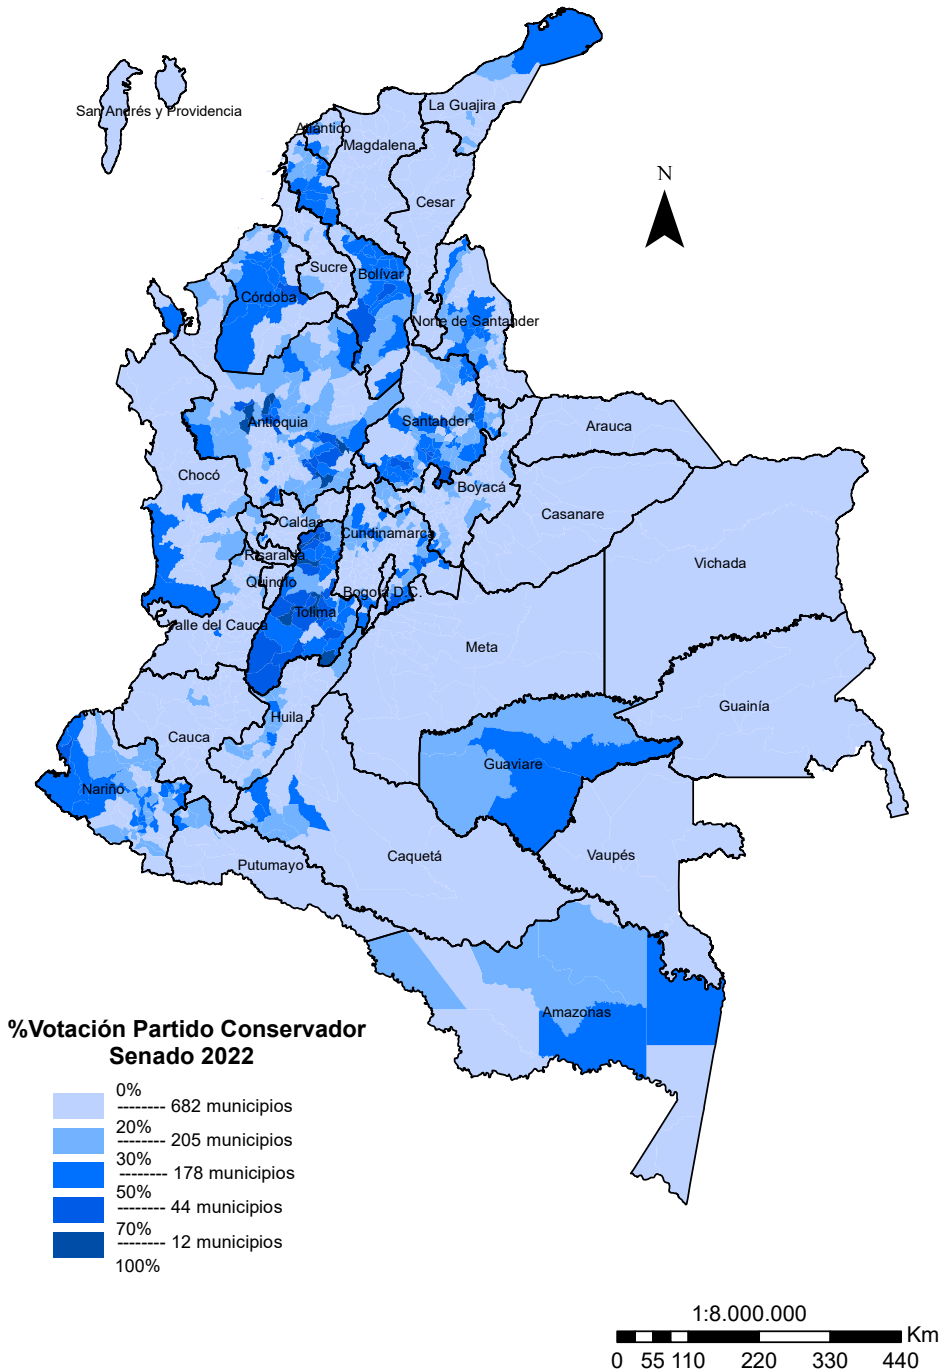 La Guajira
San Andrés y Providencia
Atlántico
Magdalena
N
Cesar
Sucre
Bolívar
Córdoba
Norte de Santander
Antioquia
Santander
Arauca
Chocó
Boyacá
Casanare
Caldas
Cundinamarca
Risaralda
Vichada
Quindío
Bogotá D.C.
Tolima
Valle del Cauca
Meta
Guainía
Huila
Cauca
Guaviare
Nariño
Caquetá
Vaupés
Putumayo
Amazonas
%Votación Partido Conservador
Senado 2022
0%
-------- 682 municipios
20%
-------- 205 municipios
30%
-------- 178 municipios
50%
-------- 44 municipios
70%
-------- 12 municipios
100%
1:8.000.000
Km
0 55 110 220 330 440